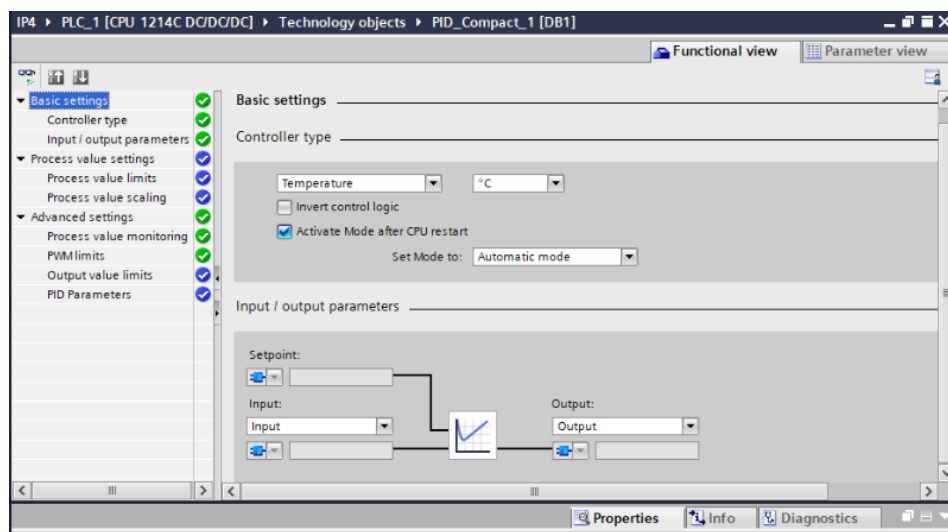 IP4 ▸ PLC_1 [CPU 1214C DC/DC/DC] ▸ Technology objects ▸ PID_Compact_1 [DB1]
Functional view
Parameter view
Basic settings
Controller type
Input / output parameters
Process value settings
Process value limits
Process value scaling
Advanced settings
Process value monitoring
PWM limits
Output value limits
PID Parameters
Basic settings
Controller type
Temperature °C
Invert control logic
Activate Mode after CPU restart
Set Mode to: Automatic mode
Input / output parameters
Setpoint:
Input: Output:
Input Output
Properties Info Diagnostics